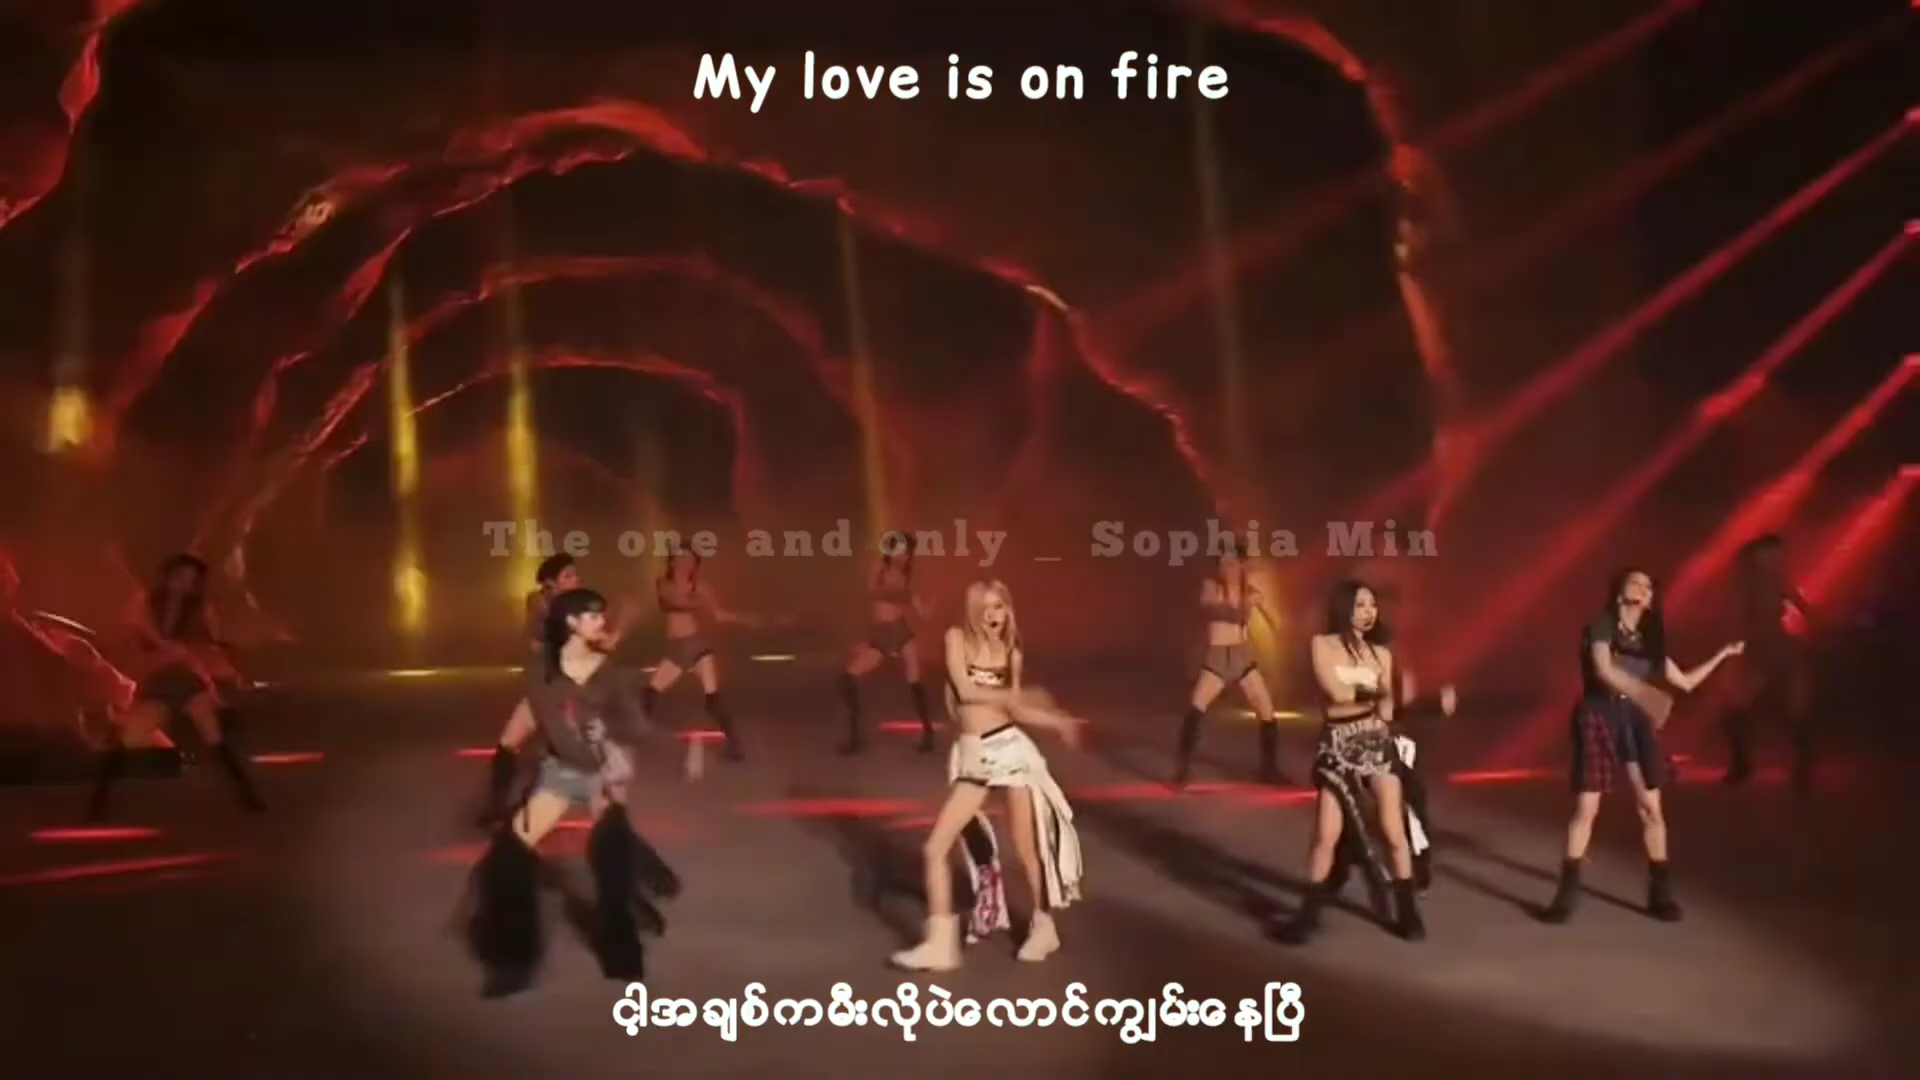 My love is on fire
The one and only _ Sophia Min
ငါ့အချစ်ကမီးလိုပဲလောင်ကျွမ်းနေပြီ